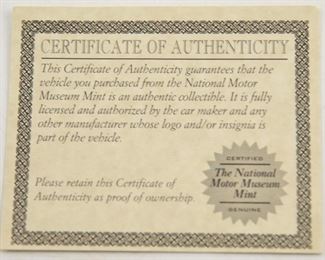 CERTIFICATE OF AUTHENTICITY
This Certificate of Authenticity guarantees that the
vehicle you purchased from the National Motor
Museum Mint is an authentic collectible. It is fully
licensed and authorized by the car maker and any
other manufacturer whose logo and/or insignia is
part of the vehicle.
Please retain this Certificate of
Authenticity as proof of ownership.
CERTIFIED
The National
Motor Museum
Mint
GENUINE